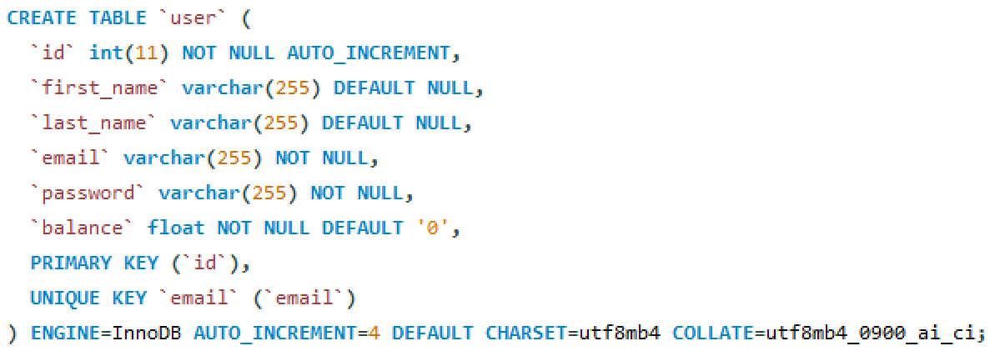 CREATE TABLE `user` (
  `id` int(11) NOT NULL AUTO_INCREMENT,
  `first_name` varchar(255) DEFAULT NULL,
  `last_name` varchar(255) DEFAULT NULL,
  `email` varchar(255) NOT NULL,
  `password` varchar(255) NOT NULL,
  `balance` float NOT NULL DEFAULT '0',
  PRIMARY KEY (`id`),
  UNIQUE KEY `email` (`email`)
) ENGINE=InnoDB AUTO_INCREMENT=4 DEFAULT CHARSET=utf8mb4 COLLATE=utf8mb4_0900_ai_ci;